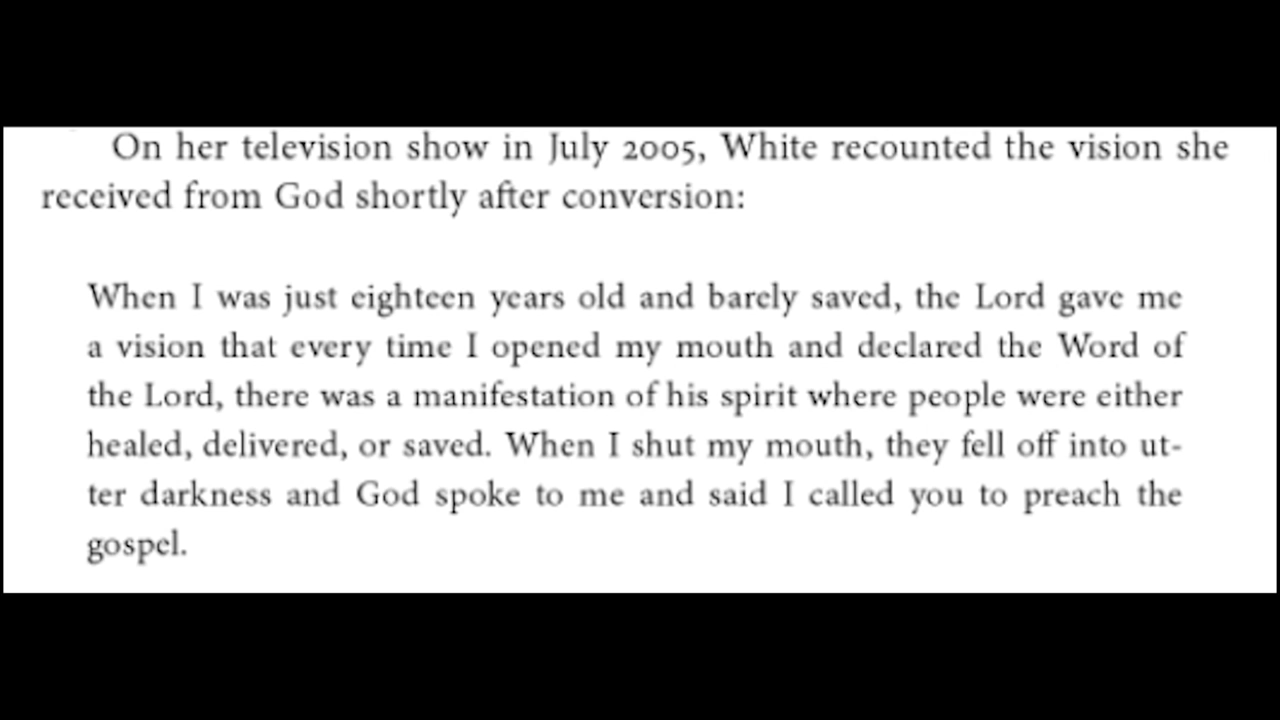 On her television show in July 2005, White recounted the vision she
received from God shortly after conversion:
When I was just eighteen years old and barely saved, the Lord gave me
a vision that every time I opened my mouth and declared the Word of
the Lord, there was a manifestation of his spirit where people were either
healed, delivered, or saved. When I shut my mouth, they fell off into ut-
ter darkness and God spoke to me and said I called you to preach the
gospel.